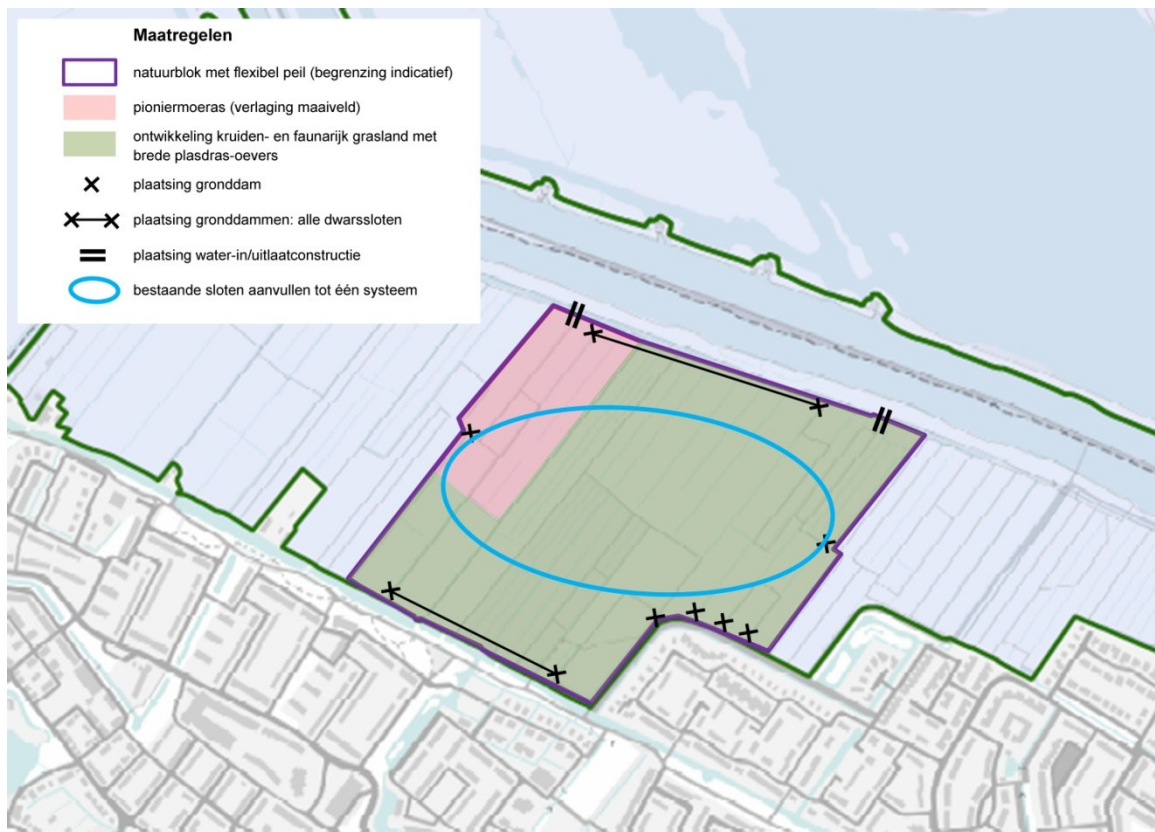 Maatregelen
natuurblok met flexibel peil (begrenzing indicatief)
pioniermoeras (verlaging maaiveld)
ontwikkeling kruiden- en faunarijk grasland met
brede plasdras-oevers
plaatsing gronddam
plaatsing gronddammen: alle dwarssloten
plaatsing water-in/uitlaatconstructie
bestaande sloten aanvullen tot één systeem